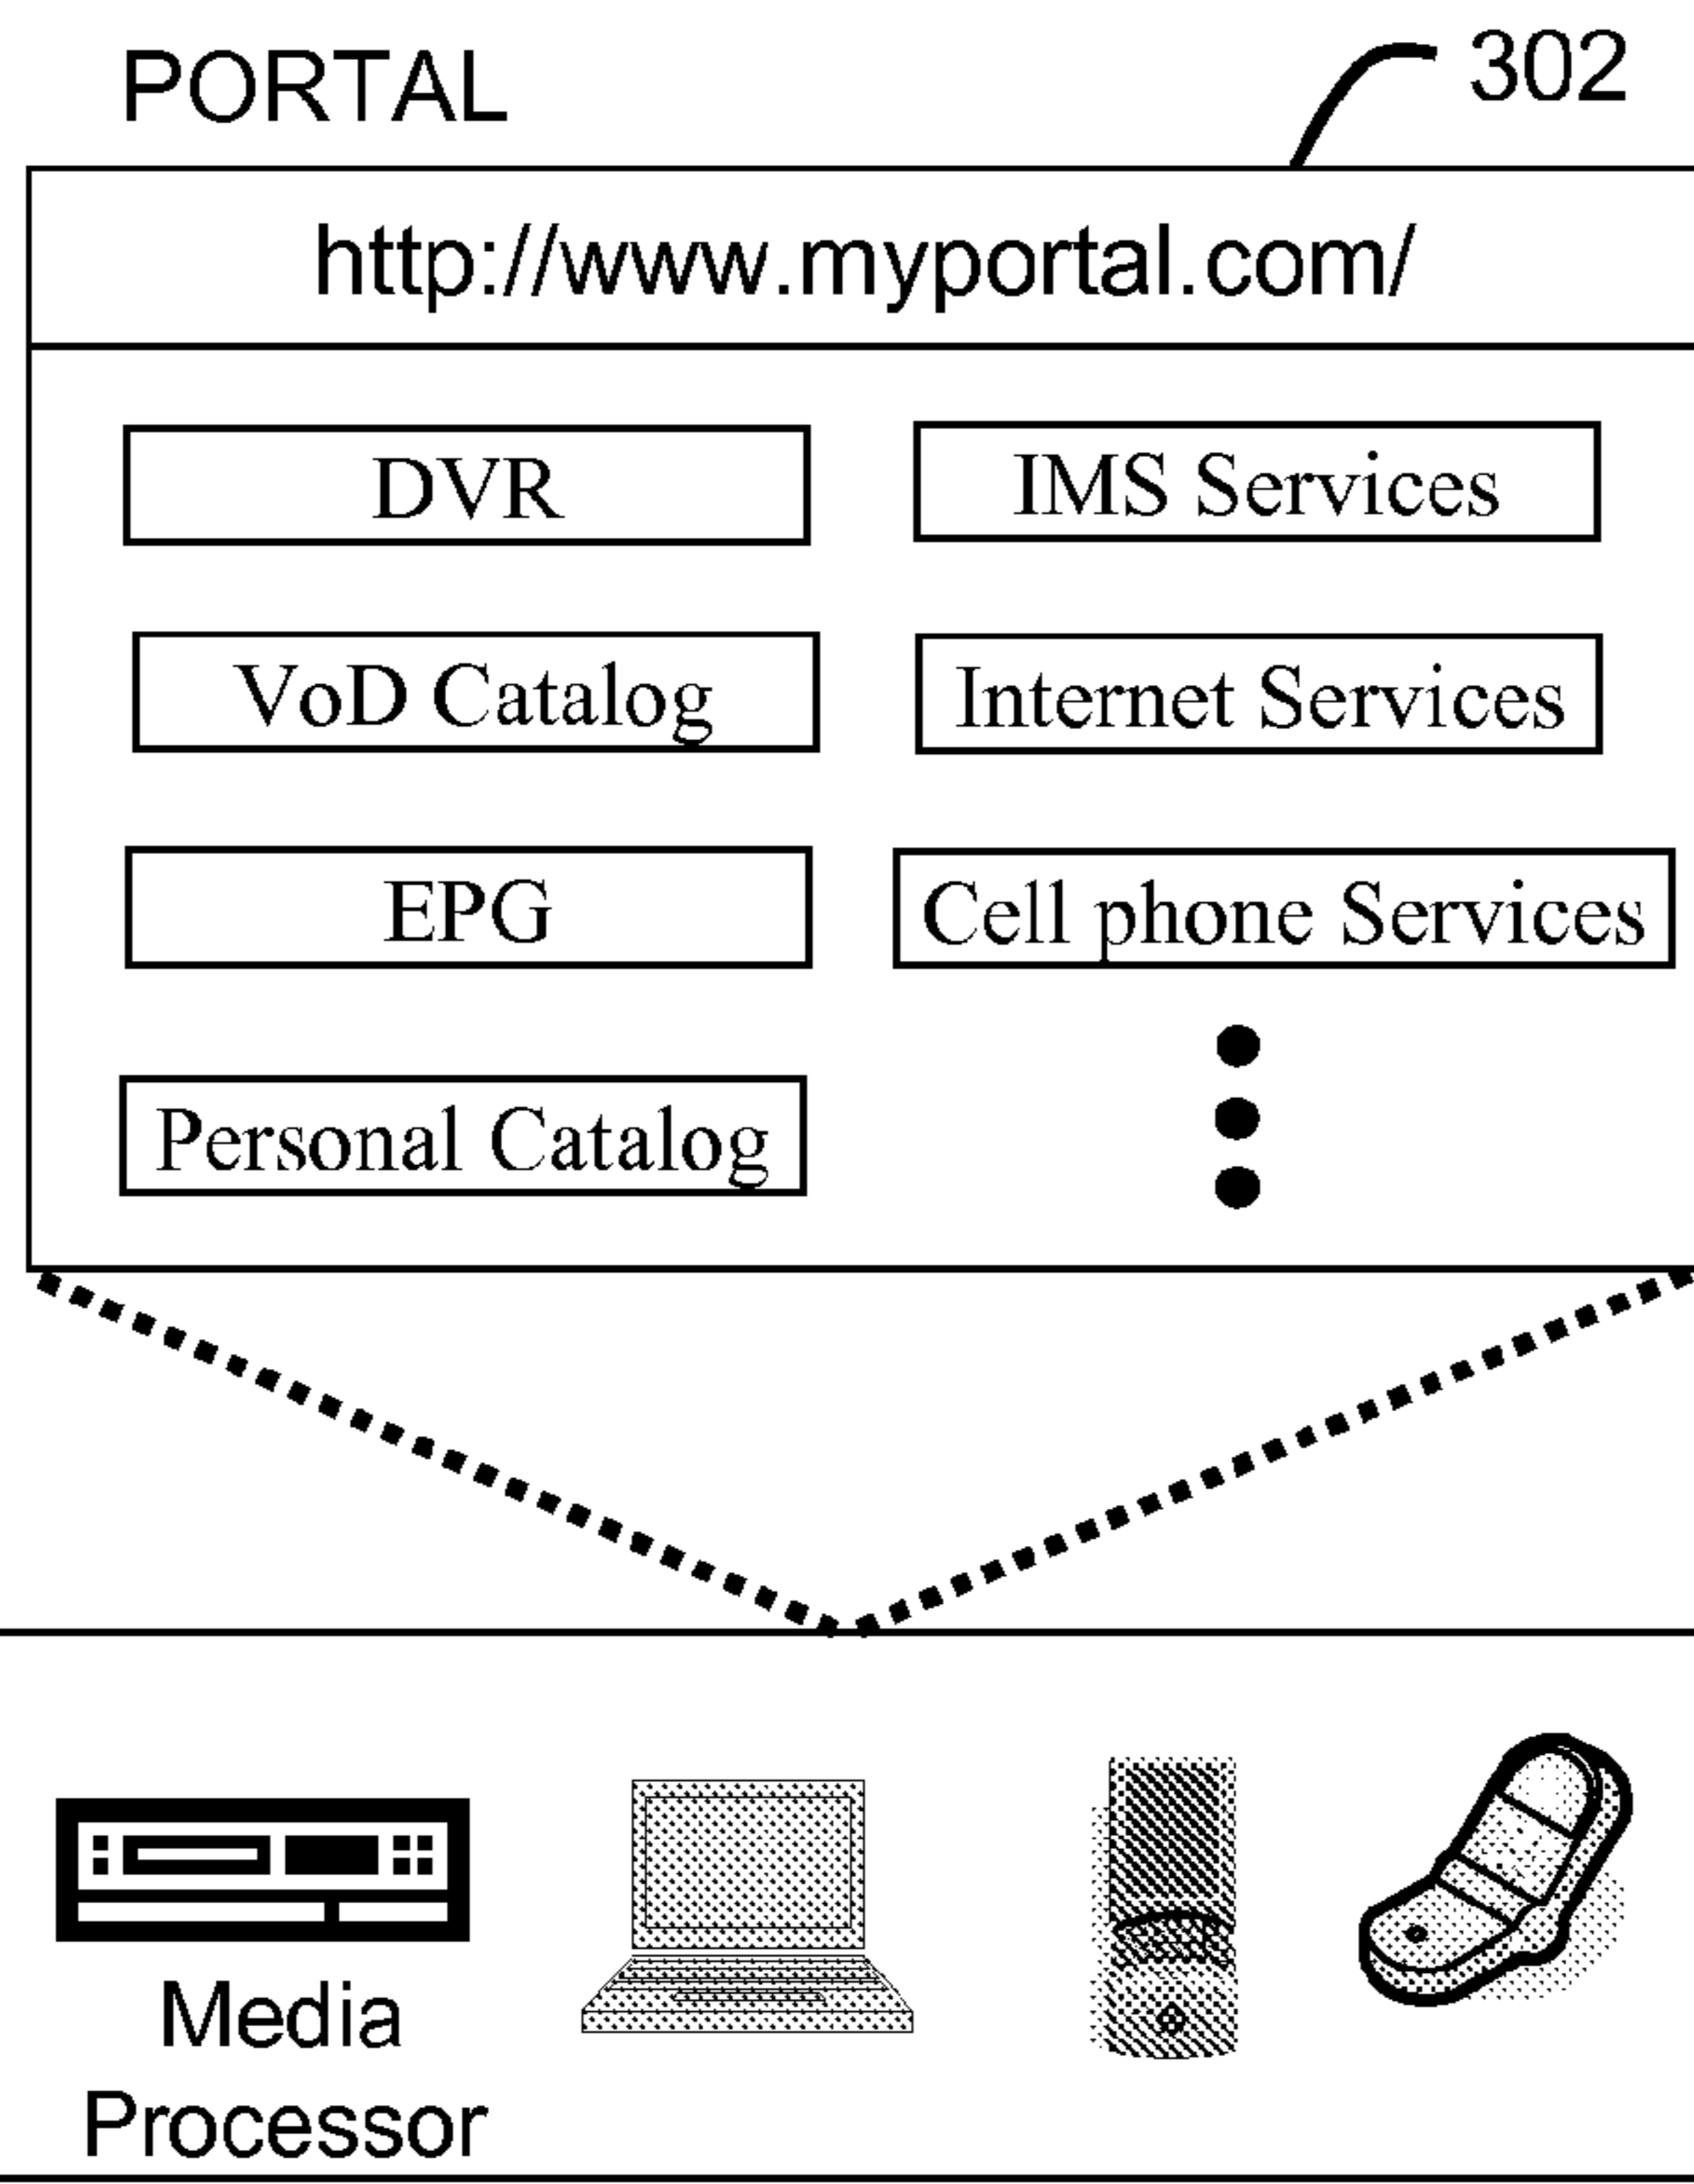 PORTAL
302
http://www.myportal.com/
DVR
IMS Services
VoD Catalog
Internet Services
EPG
Cell phone Services
Personal Catalog
Media
Processor